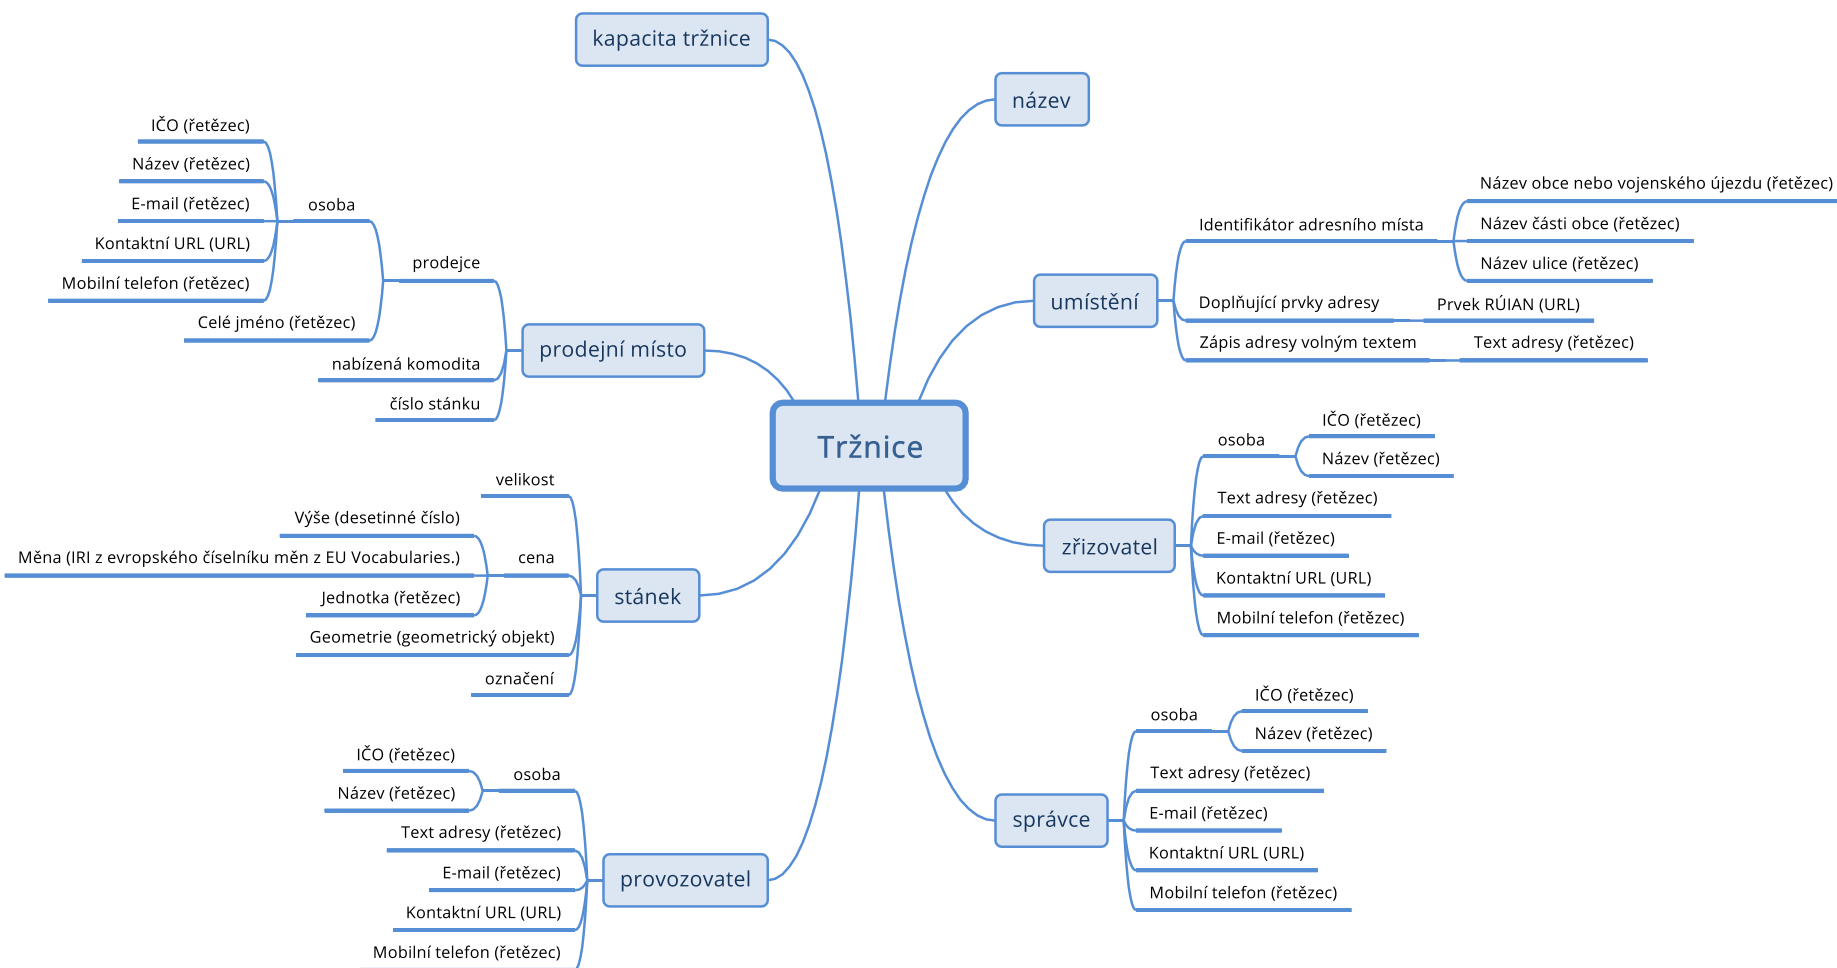 kapacita tržnice
název
IČO (řetězec)
Název (řetězec)
E-mail (řetězec)
Kontaktní URL (URL)
Mobilní telefon (řetězec)
osoba
Celé jméno (řetězec)
prodejce
nabízená komodita
číslo stánku
prodejní místo
Název obce nebo vojenského újezdu (řetězec)
Název části obce (řetězec)
Název ulice (řetězec)
Identifikátor adresního místa
Doplňující prvky adresy
Prvek RÚIAN (URL)
Zápis adresy volným textem
Text adresy (řetězec)
umístění
Tržnice
velikost
Výše (desetinné číslo)
Měna (IRI z evropského číselníku měn z EU Vocabularies.)
Jednotka (řetězec)
cena
Geometrie (geometrický objekt)
označení
stánek
IČO (řetězec)
Název (řetězec)
osoba
Text adresy (řetězec)
E-mail (řetězec)
Kontaktní URL (URL)
Mobilní telefon (řetězec)
zřizovatel
IČO (řetězec)
Název (řetězec)
osoba
Text adresy (řetězec)
E-mail (řetězec)
Kontaktní URL (URL)
Mobilní telefon (řetězec)
provozovatel
IČO (řetězec)
Název (řetězec)
osoba
Text adresy (řetězec)
E-mail (řetězec)
Kontaktní URL (URL)
Mobilní telefon (řetězec)
správce